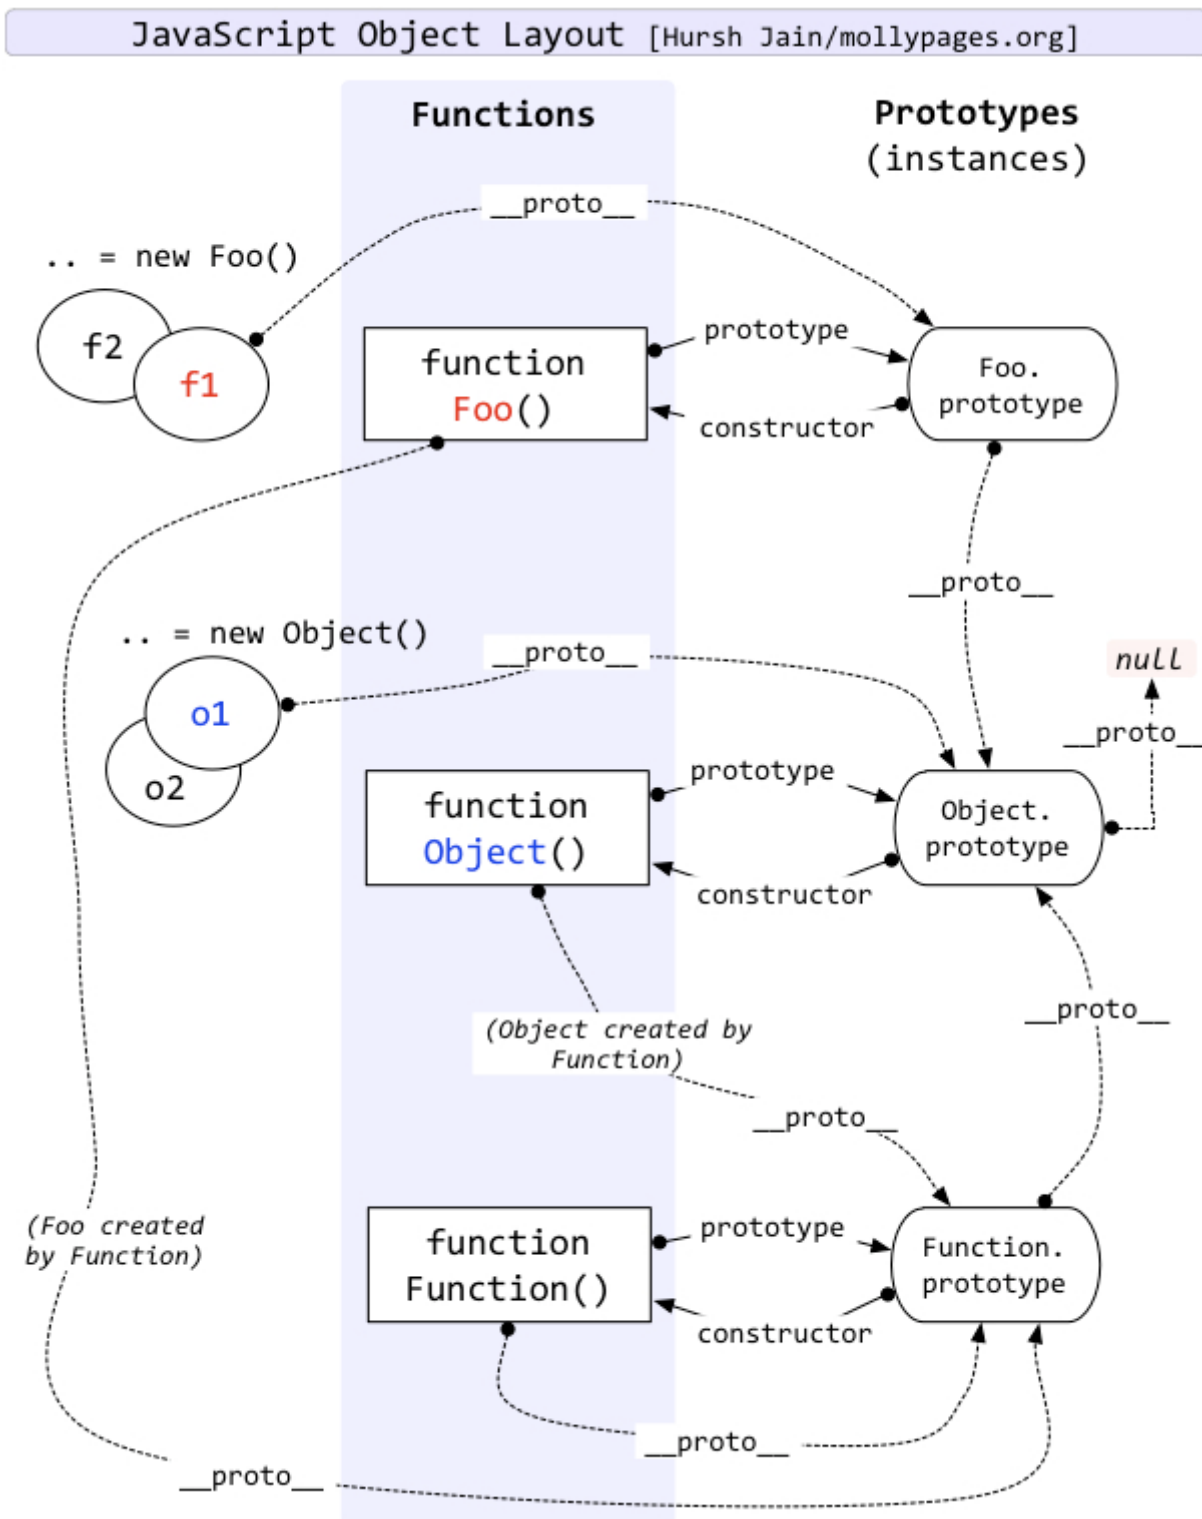 JavaScript Object Layout [Hursh Jain/mollypages.org]
Functions
Prototypes
(instances)
__proto__
.. = new Foo()
f2
f1
function
Foo()
prototype
constructor
Foo.
prototype
__proto__
.. = new Object()
__proto__
null
__proto__
o1
o2
function
Object()
prototype
constructor
Object.
prototype
(Object created by
Function)
__proto__
__proto__
(Foo created
by Function)
function
Function()
prototype
constructor
Function.
prototype
__proto__
__proto__